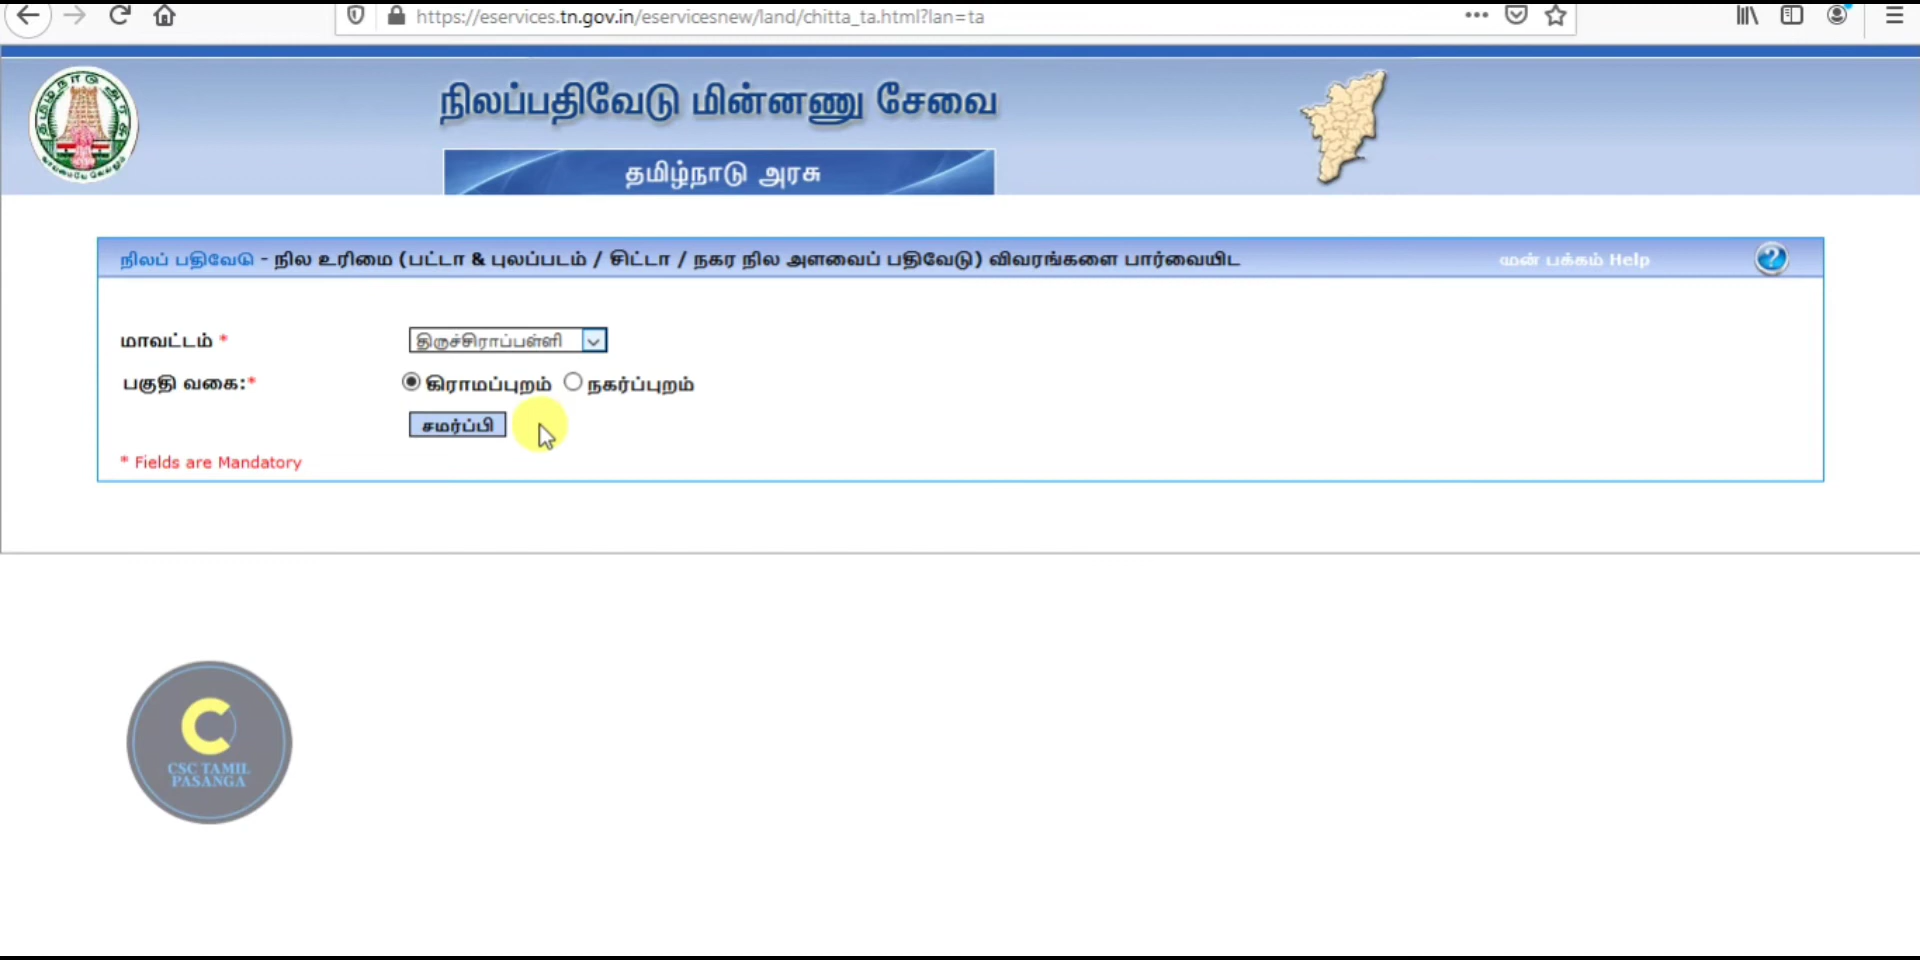 https://eservices.tn.gov.in/eservicesnew/land/chitta_ta.html?lan=ta
நிலப்பதிவேடு மின்னணு சேவை
தமிழ்நாடு அரசு
நிலப் பதிவேடு - நில உரிமை (பட்டா & புலப்படம் / சிட்டா / நகர நில அளவைப் பதிவேடு) விவரங்களை பார்வையிட
பக்கம் Help
மாவட்டம் *
திருச்சிராப்பள்ளி
பகுதி வகை:*
கிராமப்புறம் நகர்ப்புறம்
சமர்ப்பி
* Fields are Mandatory
C
CSC TAMIL
PASANGA